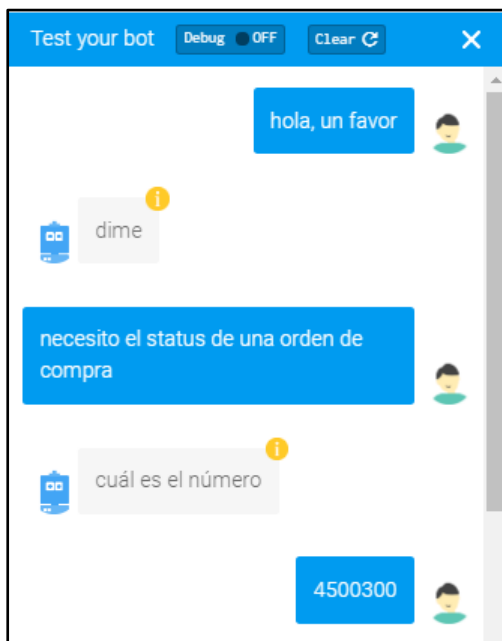 Test your bot Debug OFF Clear
hola, un favor
dime
necesito el status de una orden de
compra
cuál es el número
4500300